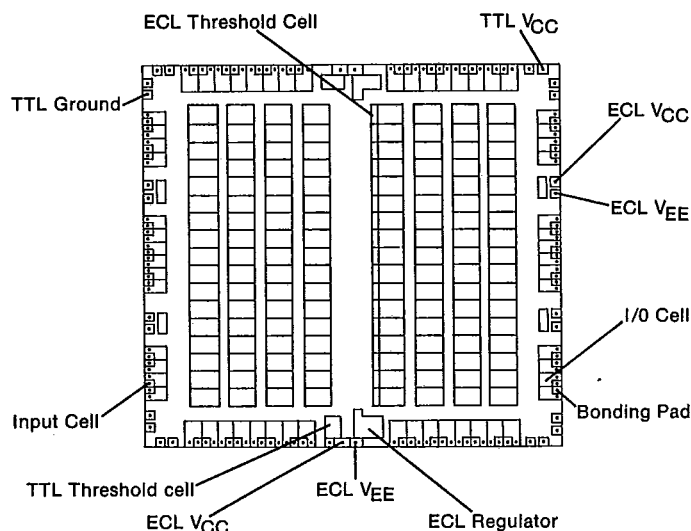 ECL Threshold Cell
TTL VCC
TTL Ground
ECL VCC
ECL VEE
I/0 Cell
Input Cell
Bonding Pad
TTL Threshold cell
ECL VEE
ECL VCC
ECL Regulator